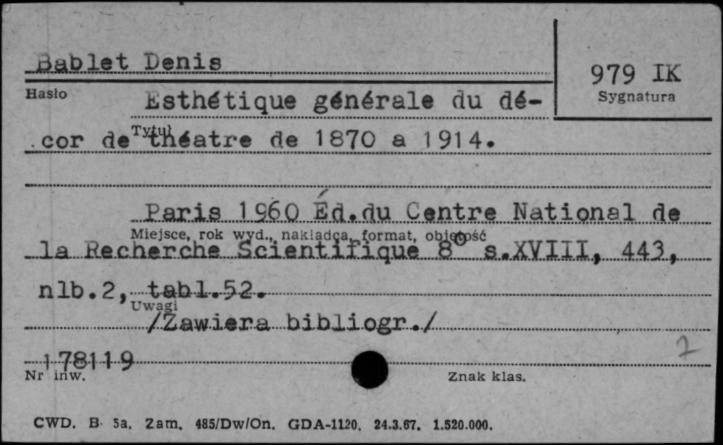 Bablet Denis
979 IK
Hasło
Sygnatura
Esthétique générale du dé-
Tytuł
cor de théatre de 1870 a 1914.
Paris 1960 Éd.du Centre National de
Miejsce, rok wyd., nakładca, format, objętość
la Recherche Scientifique 8° s.XVIII, 443,
nlb.2, tabl.52.
Uwagi
/Zawiera bibliogr./
178119
Nr inw.
Znak klas.
CWD. B 5a. Zam. 485/Dw/On. GDA-1120. 24.3.67. 1.520.000.